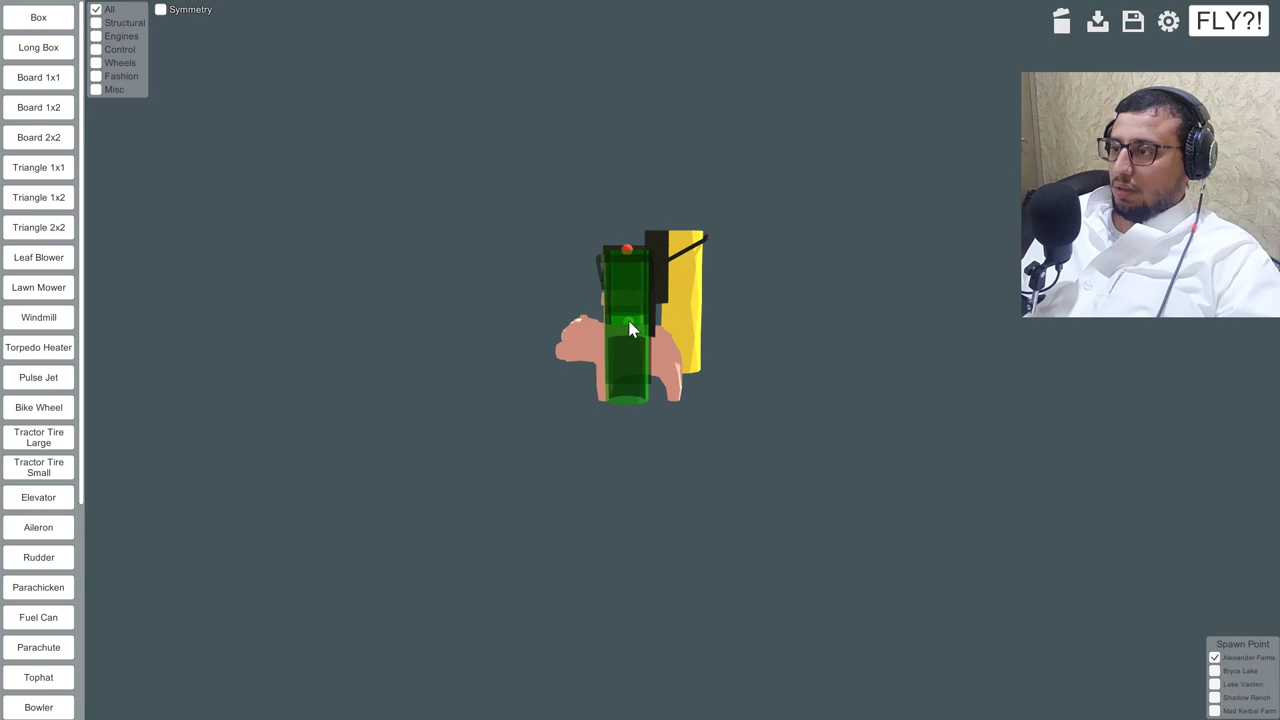 Box
Long Box
Board 1x1
Board 1x2
Board 2x2
Triangle 1x1
Triangle 1x2
Triangle 2x2
Leaf Blower
Lawn Mower
Windmill
Torpedo Heater
Pulse Jet
Bike Wheel
Tractor Tire
Large
Tractor Tire
Small
Elevator
Aileron
Rudder
Parachicken
Fuel Can
Parachute
Tophat
Bowler
All
Structural
Engines
Control
Wheels
Fashion
Misc
Symmetry
FLY?!
Spawn Point
Alexander Farms
Bryce Lake
Lake Varden
Shadow Ranch
Mad Kerbal Farm